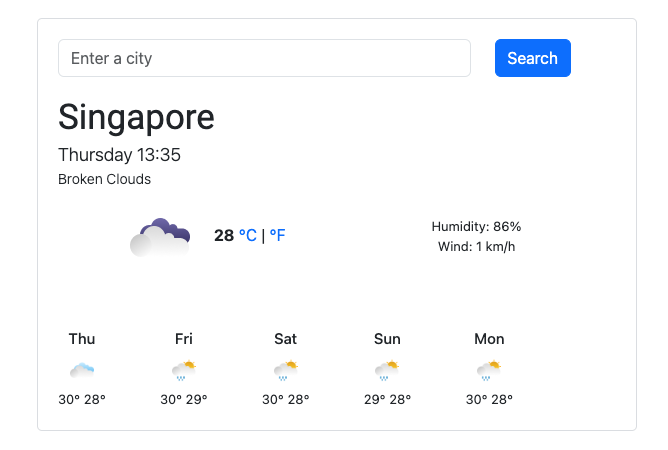 Enter a city
Search
Singapore
Thursday 13:35
Broken Clouds
28 °C | °F
Humidity: 86%
Wind: 1 km/h
Thu Fri Sat Sun Mon
30° 28° 30° 29° 30° 28° 29° 28° 30° 28°